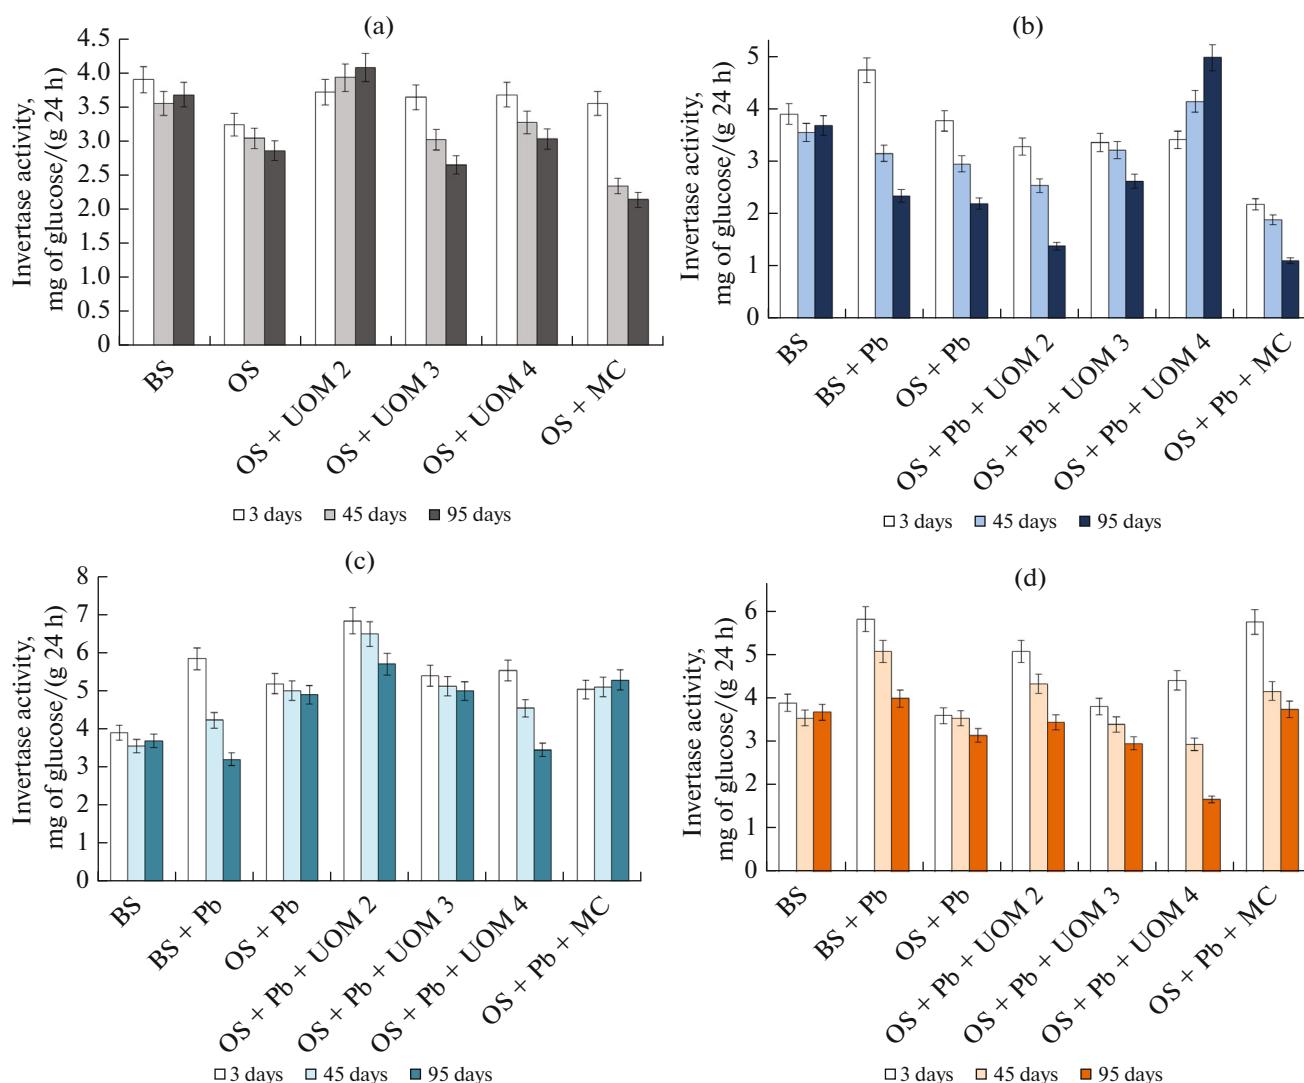 (a)
Invertase activity,
mg of glucose/(g 24 h)
4.5
4.0
3.5
3.0
2.5
2.0
1.5
1.0
0.5
0
BS
OS
OS + UOM 2
OS + UOM 3
OS + UOM 4
OS + MC
3 days 45 days 95 days
(b)
Invertase activity,
mg of glucose/(g 24 h)
5
4
3
2
1
0
BS
BS + Pb
OS + Pb
OS + Pb + UOM 2
OS + Pb + UOM 3
OS + Pb + UOM 4
OS + Pb + MC
3 days 45 days 95 days
(c)
Invertase activity,
mg of glucose/(g 24 h)
8
7
6
5
4
3
2
1
0
BS
BS + Pb
OS + Pb
OS + Pb + UOM 2
OS + Pb + UOM 3
OS + Pb + UOM 4
OS + Pb + MC
3 days 45 days 95 days
(d)
Invertase activity,
mg of glucose/(g 24 h)
6
5
4
3
2
1
0
BS
BS + Pb
OS + Pb
OS + Pb + UOM 2
OS + Pb + UOM 3
OS + Pb + UOM 4
OS + Pb + MC
3 days 45 days 95 days